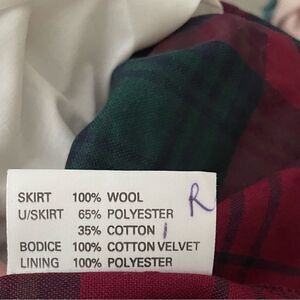 SKIRT 100% WOOL
U/SKIRT 65% POLYESTER R
35% COTTON
BODICE 100% COTTON VELVET
LINING 100% POLYESTER